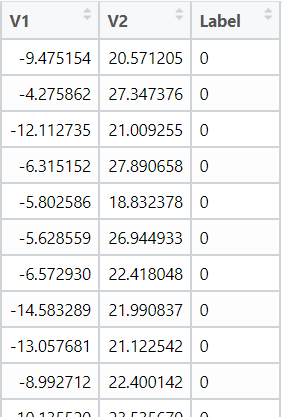 V1 V2 Label
-9.475154 20.571205 0
-4.275862 27.347376 0
-12.112735 21.009255 0
-6.315152 27.890658 0
-5.802586 18.832378 0
-5.628559 26.944933 0
-6.572930 22.418048 0
-14.583289 21.990837 0
-13.057681 21.122542 0
-8.992712 22.400142 0